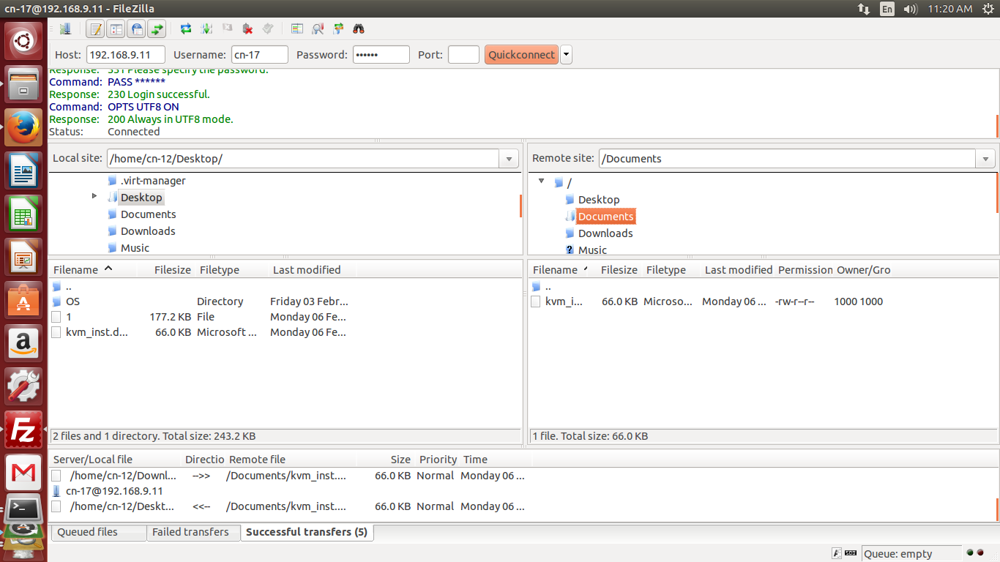 cn-17@192.168.9.11 - FileZilla
En
11:20 AM
Host: 192.168.9.11 Username: cn-17 Password: •••••• Port: Quickconnect
Response: 331 Please specify the password.
Command: PASS ******
Response: 230 Login successful.
Command: OPTS UTF8 ON
Response: 200 Always in UTF8 mode.
Status: Connected
Local site: /home/cn-12/Desktop/
.virt-manager
Desktop
Documents
Downloads
Music
Remote site: /Documents
/
Desktop
Documents
Downloads
? Music
Filename Filesize Filetype Last modified
..
OS Directory Friday 03 Febr...
1 177.2 KB File Monday 06 Fe...
kvm_inst.d... 66.0 KB Microsoft ... Monday 06 Fe...
2 files and 1 directory. Total size: 243.2 KB
Filename Filesize Filetype Last modified Permission Owner/Gro
..
kvm_i... 66.0 KB Microso... Monday 06 ... -rw-r--r-- 1000 1000
1 file. Total size: 66.0 KB
Server/Local file Directio Remote file Size Priority Time
/home/cn-12/Downl... -->> /Documents/kvm_inst.... 66.0 KB Normal Monday 06 ...
cn-17@192.168.9.11
/home/cn-12/Deskt... <<-- /Documents/kvm_inst.... 66.0 KB Normal Monday 06 ...
Queued files Failed transfers Successful transfers (5)
Queue: empty